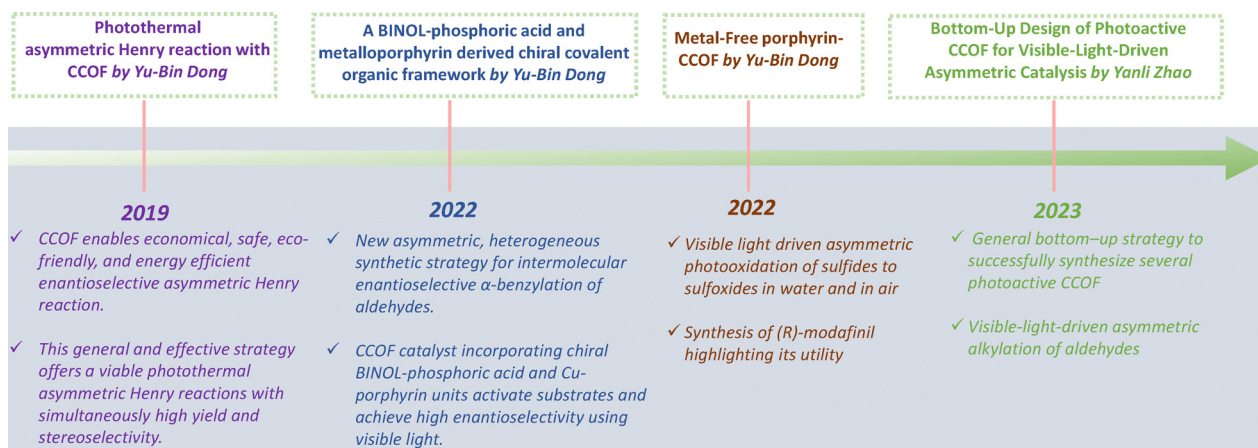 Photothermal
asymmetric Henry reaction with
CCOF by Yu-Bin Dong
A BINOL-phosphoric acid and
metalloporphyrin derived chiral covalent
organic framework by Yu-Bin Dong
Metal-Free porphyrin-
CCOF by Yu-Bin Dong
Bottom-Up Design of Photoactive
CCOF for Visible-Light-Driven
Asymmetric Catalysis by Yanli Zhao
2019
✓ CCOF enables economical, safe, eco-
friendly, and energy efficient
enantioselective asymmetric Henry
reaction.
✓ This general and effective strategy
offers a viable photothermal
asymmetric Henry reactions with
simultaneously high yield and
stereoselectivity.
2022
✓ New asymmetric, heterogeneous
synthetic strategy for intermolecular
enantioselective α-benzylation of
aldehydes.
✓ CCOF catalyst incorporating chiral
BINOL-phosphoric acid and Cu-
porphyrin units activate substrates and
achieve high enantioselectivity using
visible light.
2022
✓ Visible light driven asymmetric
photooxidation of sulfides to
sulfoxides in water and in air
✓ Synthesis of (R)-modafinil
highlighting its utility
2023
✓ General bottom–up strategy to
successfully synthesize several
photoactive CCOF
✓ Visible-light-driven asymmetric
alkylation of aldehydes